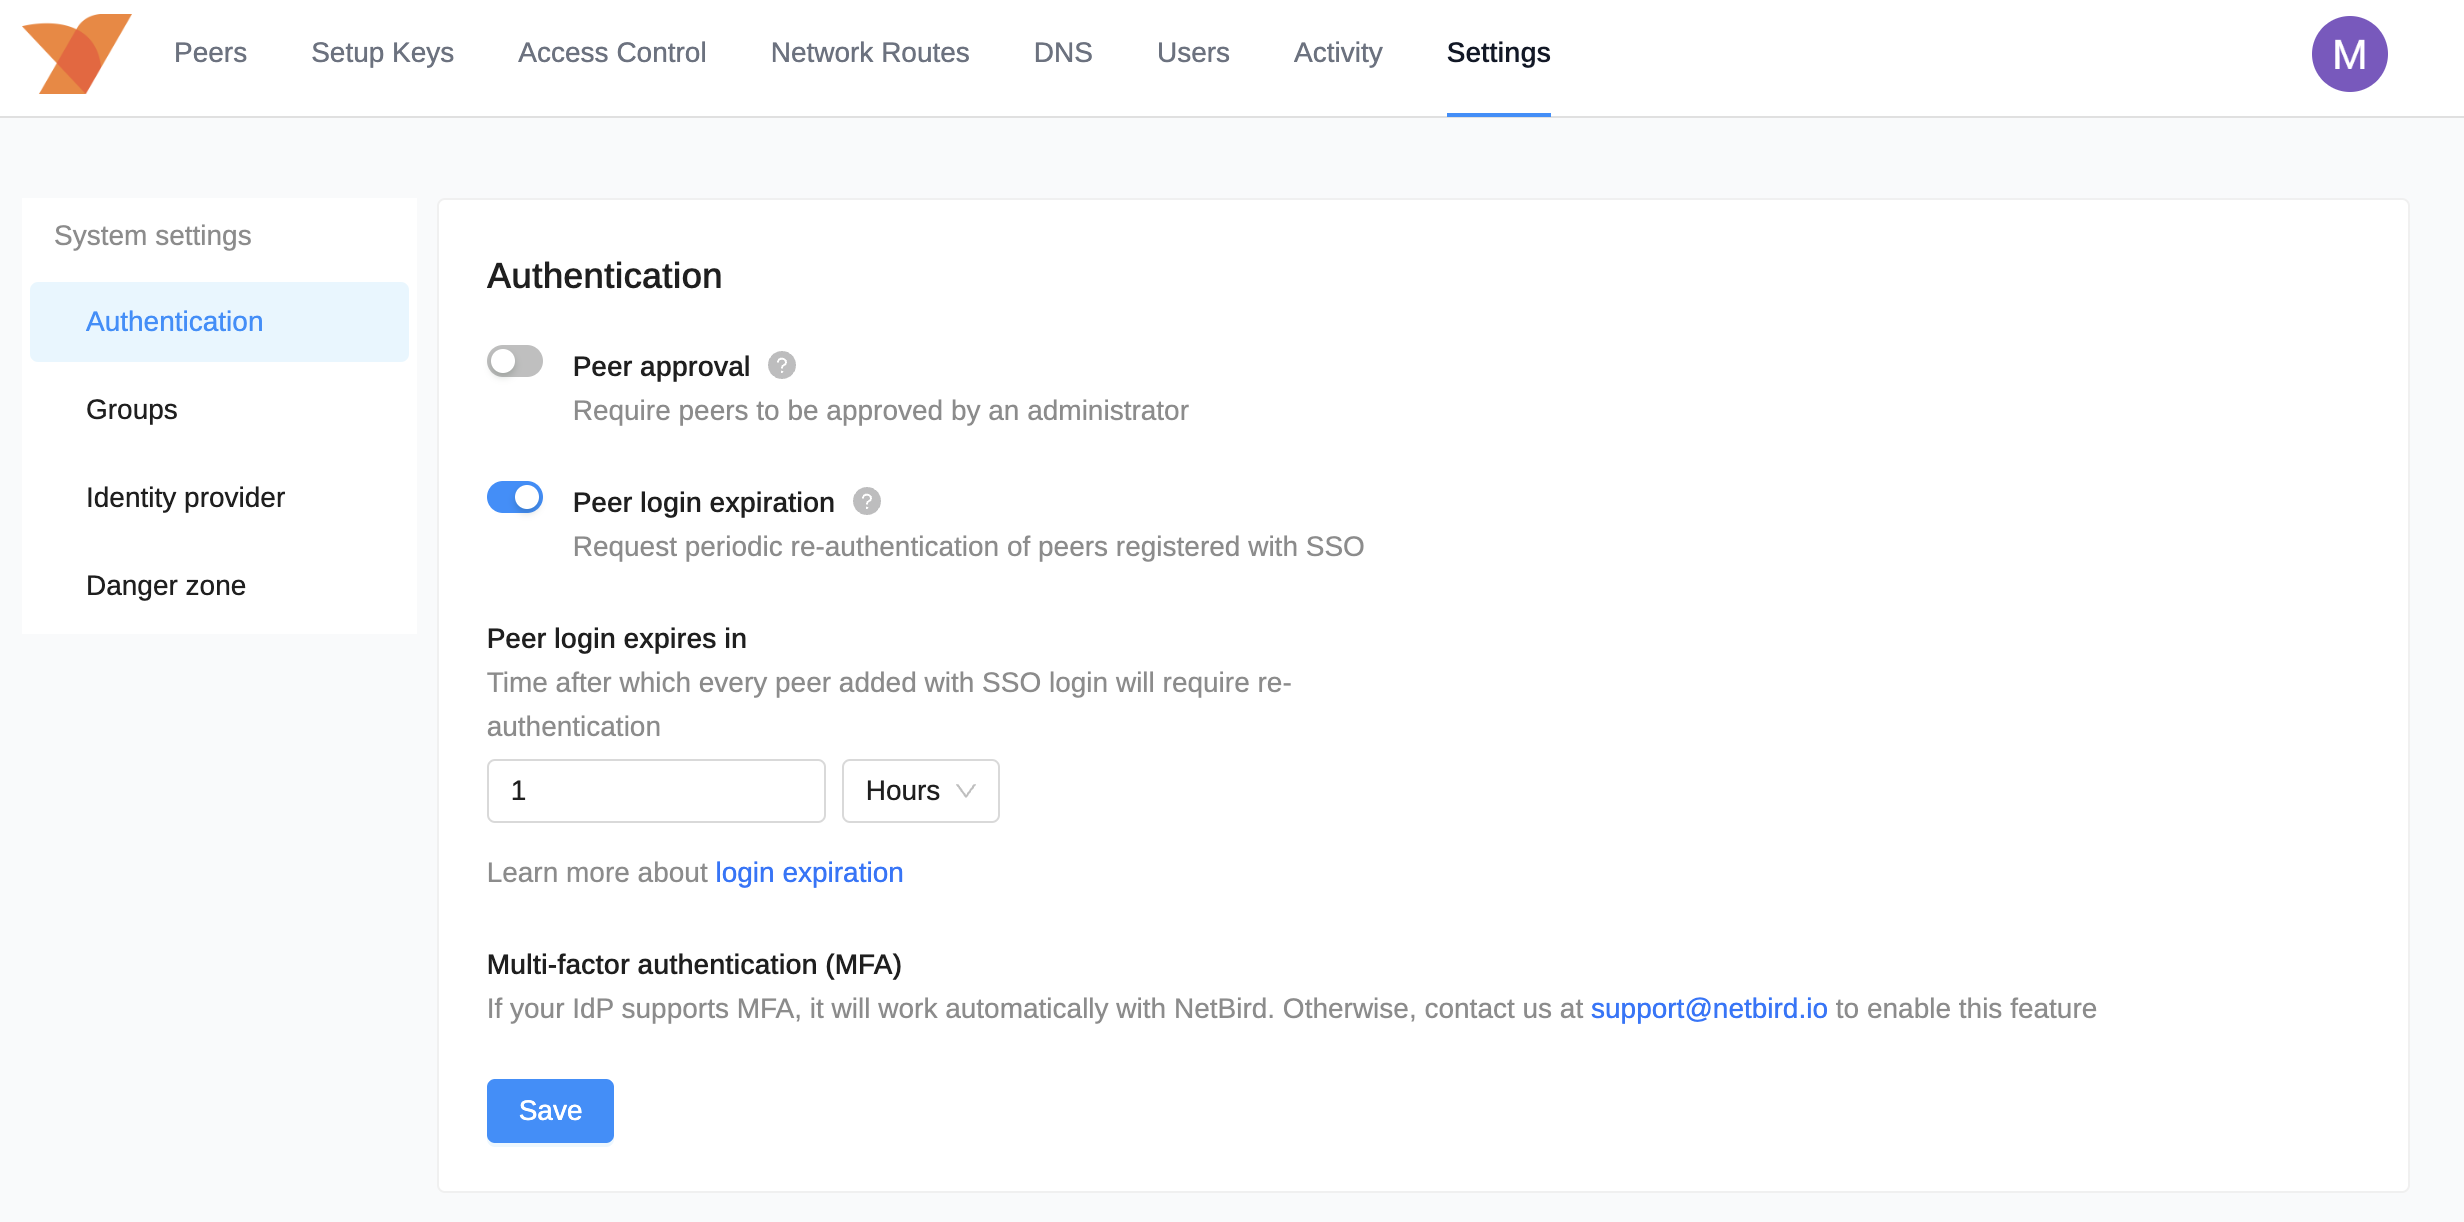 Peers Setup Keys Access Control Network Routes DNS Users Activity Settings M
System settings
Authentication
Groups
Identity provider
Danger zone
Authentication
Peer approval ?
Require peers to be approved by an administrator
Peer login expiration ?
Request periodic re-authentication of peers registered with SSO
Peer login expires in
Time after which every peer added with SSO login will require re-
authentication
1 Hours
Learn more about login expiration
Multi-factor authentication (MFA)
If your IdP supports MFA, it will work automatically with NetBird. Otherwise, contact us at support@netbird.io to enable this feature
Save